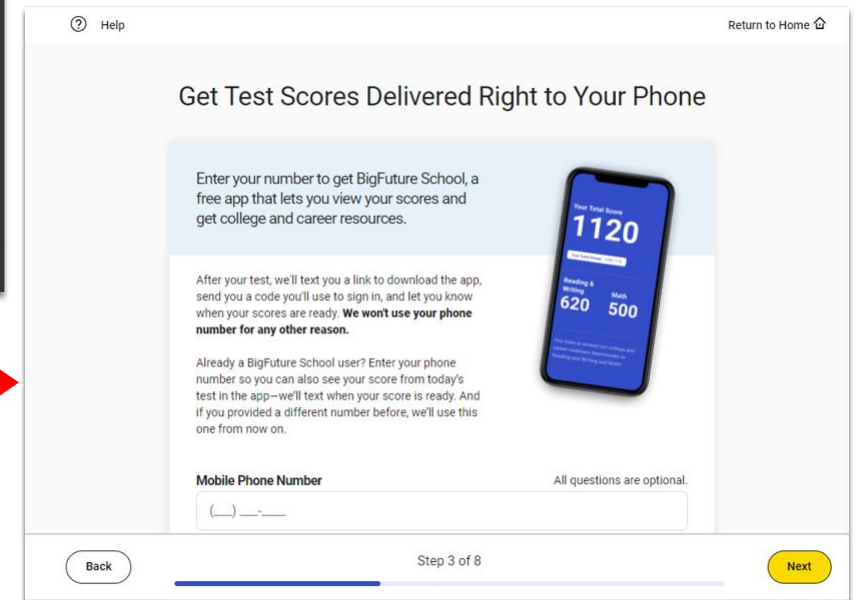 Help
Return to Home
Get Test Scores Delivered Right to Your Phone
Enter your number to get BigFuture School, a
free app that lets you view your scores and
get college and career resources.
Your Total Score
1120
Reading &
Writing
Math
620
500
After your test, we'll text you a link to download the app,
send you a code you'll use to sign in, and let you know
when your scores are ready. We won't use your phone
number for any other reason.
Already a BigFuture School user? Enter your phone
number so you can also see your score from today's
test in the app—we'll text when your score is ready. And
if you provided a different number before, we'll use this
one from now on.
Mobile Phone Number
All questions are optional.
(__) __-____
Back
Step 3 of 8
Next